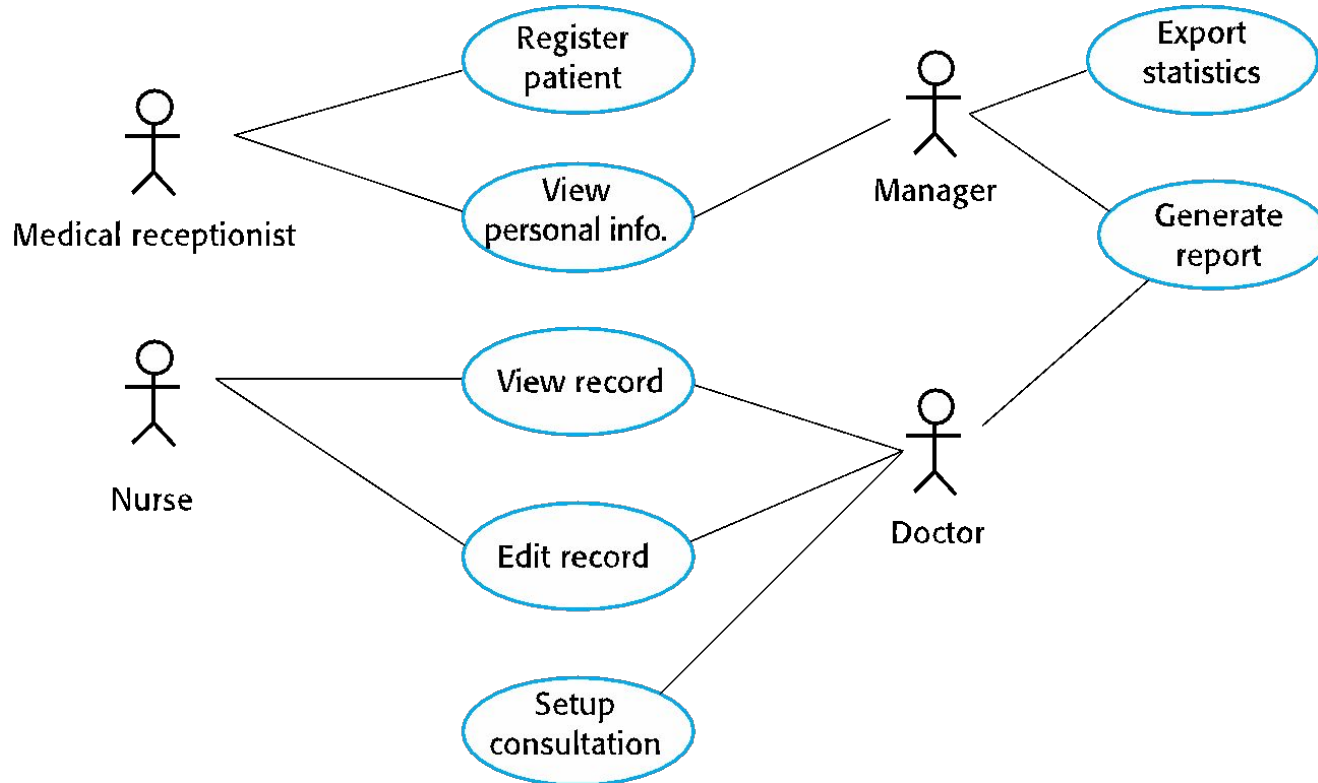 Register
patient
Export
statistics
Medical receptionist
View
personal info.
Manager
Generate
report
Nurse
View record
Edit record
Doctor
Setup
consultation